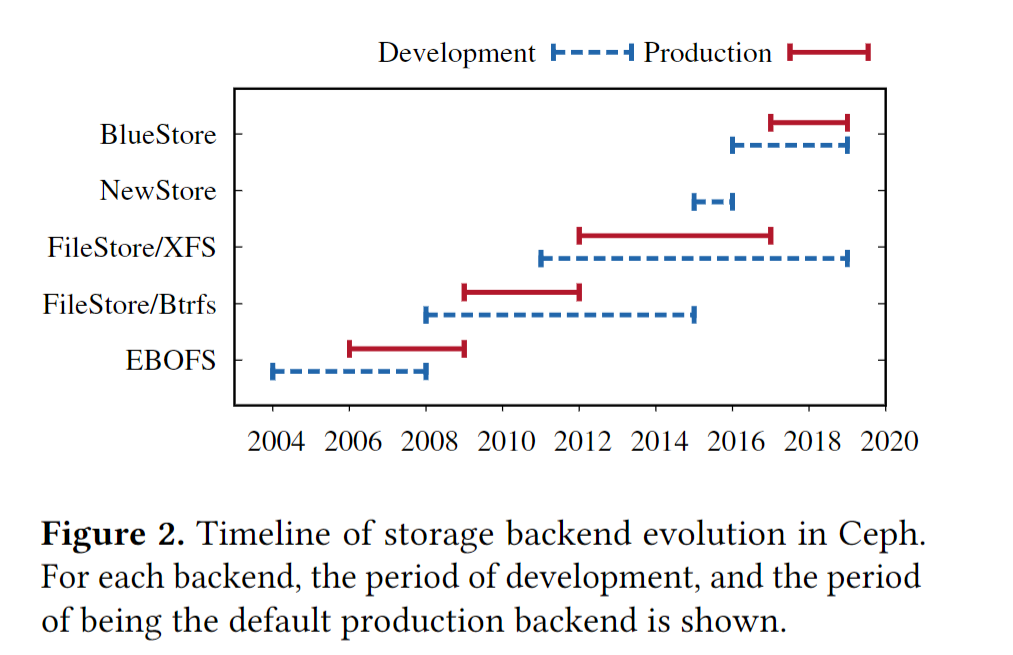 Development Production
BlueStore
NewStore
FileStore/XFS
FileStore/Btrfs
EBOFS
2004 2006 2008 2010 2012 2014 2016 2018 2020
Figure 2. Timeline of storage backend evolution in Ceph.
For each backend, the period of development, and the period
of being the default production backend is shown.